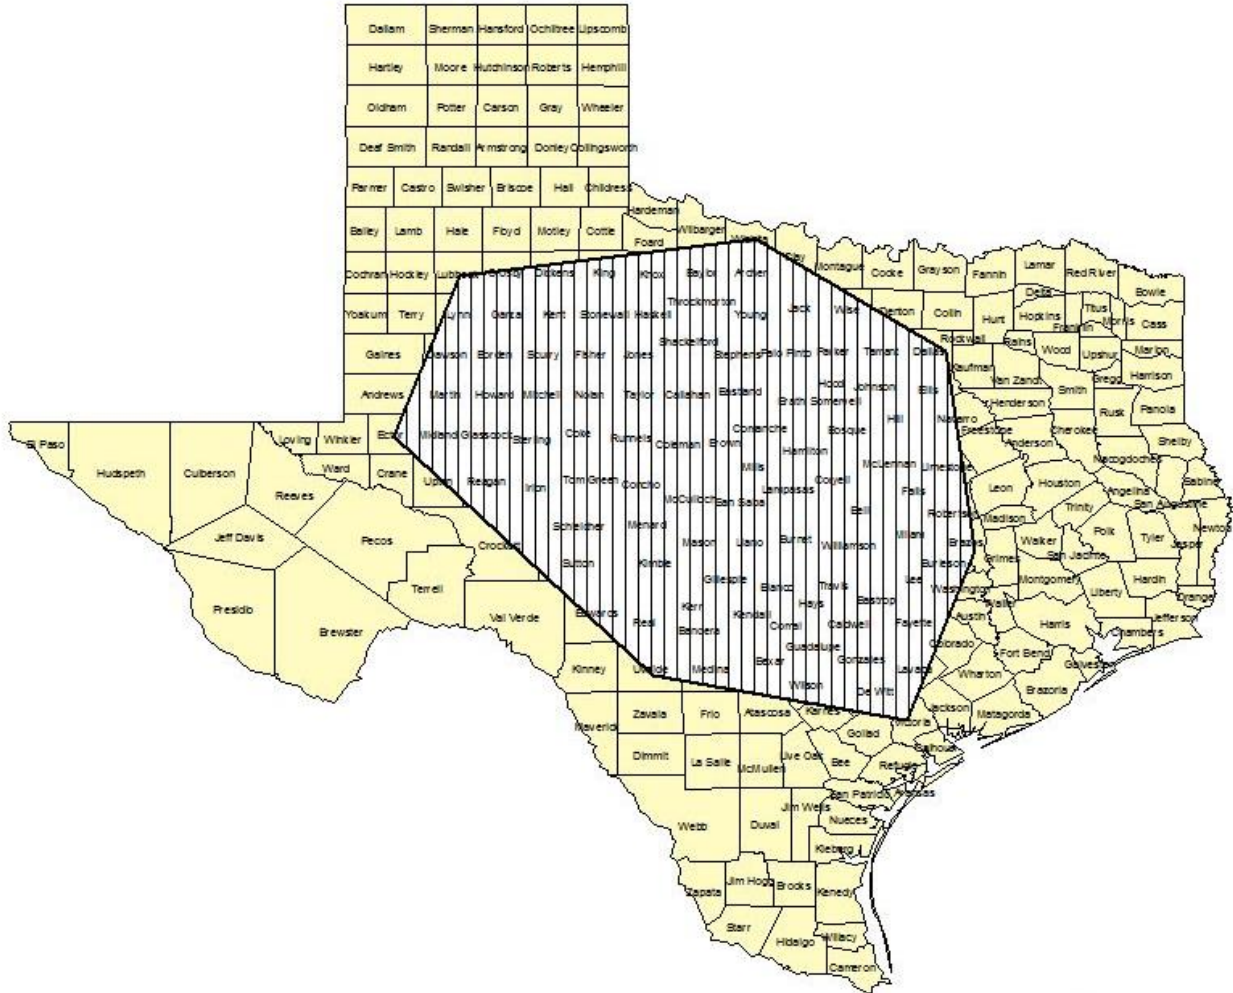 Dallam Sherman Hansford Ochiltree Lipscomb
Hartley Moore Hutchinson Roberts Hemphill
Oldham Potter Carson Gray Wheeler
Deaf Smith Randall Armstrong Donley Collingsworth
Parmer Castro Swisher Briscoe Hall Childress
Hardeman
Bailey Lamb Hale Floyd Motley Cottle Foard Wilbarger
Cochran Hockley Crosby Dickens King Knox Baylor Archer Clay Montague Cooke Grayson Fannin Lamar Red River Bowie
Yoakum Terry Lynn Garza Kent Stonewall Haskell Throckmorton Young Jack Wise Denton Collin Hunt Delta Hopkins Franklin Titus Morris Cass
Gaines Dawson Borden Scurry Fisher Jones Shackelford Stephens Palo Pinto Parker Tarrant Dallas Rockwall Kaufman Rains Wood Upshur Marion
Andrews Martin Howard Mitchell Nolan Taylor Callahan Eastland Erath Hood Somervell Johnson Ellis Van Zandt Henderson Smith Gregg Harrison
Rusk Panola
El Paso Hudspeth Culberson Loving Winkler Ector Midland Glasscock Sterling Coke Runnels Coleman Brown Comanche Hamilton Bosque Hill Navarro Freestone Anderson Cherokee Nacogdoches Shelby
Reeves Ward Crane Upton Reagan Irion Tom Green Concho McCulloch Mills San Saba Lampasas Coryell McLennan Limestone Falls Leon Houston Angelina San Augustine Sabine
Jeff Davis Pecos Crockett Schleicher Menard Mason Llano Burnet Bell Williamson Milam Robertson Brazos Madison Grimes Walker Trinity San Jacinto Polk Tyler Jasper Newton
Terrell Sutton Kimble Gillespie Blanco Travis Lee Burleson Washington Montgomery Liberty Hardin Orange
Presidio Brewster Val Verde Edwards Real Kerr Bandera Kendall Comal Hays Caldwell Bastrop Fayette Austin Waller Harris Chambers Jefferson
Kinney Uvalde Medina Bexar Guadalupe Wilson Gonzales De Witt Lavaca Colorado Wharton Fort Bend Brazoria Galveston
Maverick Zavala Frio Atascosa Karnes Goliad Victoria Jackson Matagorda
Dimmit La Salle McMullen Live Oak Bee Refugio Calhoun
San Patricio Aransas
Webb Duval Jim Wells Nueces
Kleberg
Zapata Jim Hogg Brooks Kenedy
Starr Hidalgo Willacy
Cameron